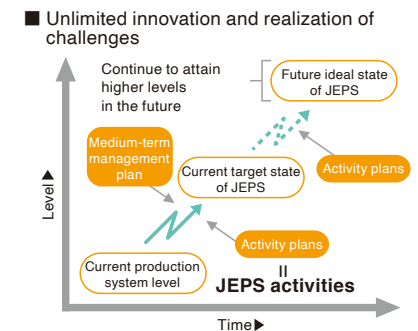 ■ Unlimited innovation and realization of
challenges
Continue to attain
higher levels
in the future
Future ideal state
of JEPS
Medium-term
management
plan
Current target state
of JEPS
Activity plans
Activity plans
Current production
system level
=
JEPS activities
Level▶
Time▶